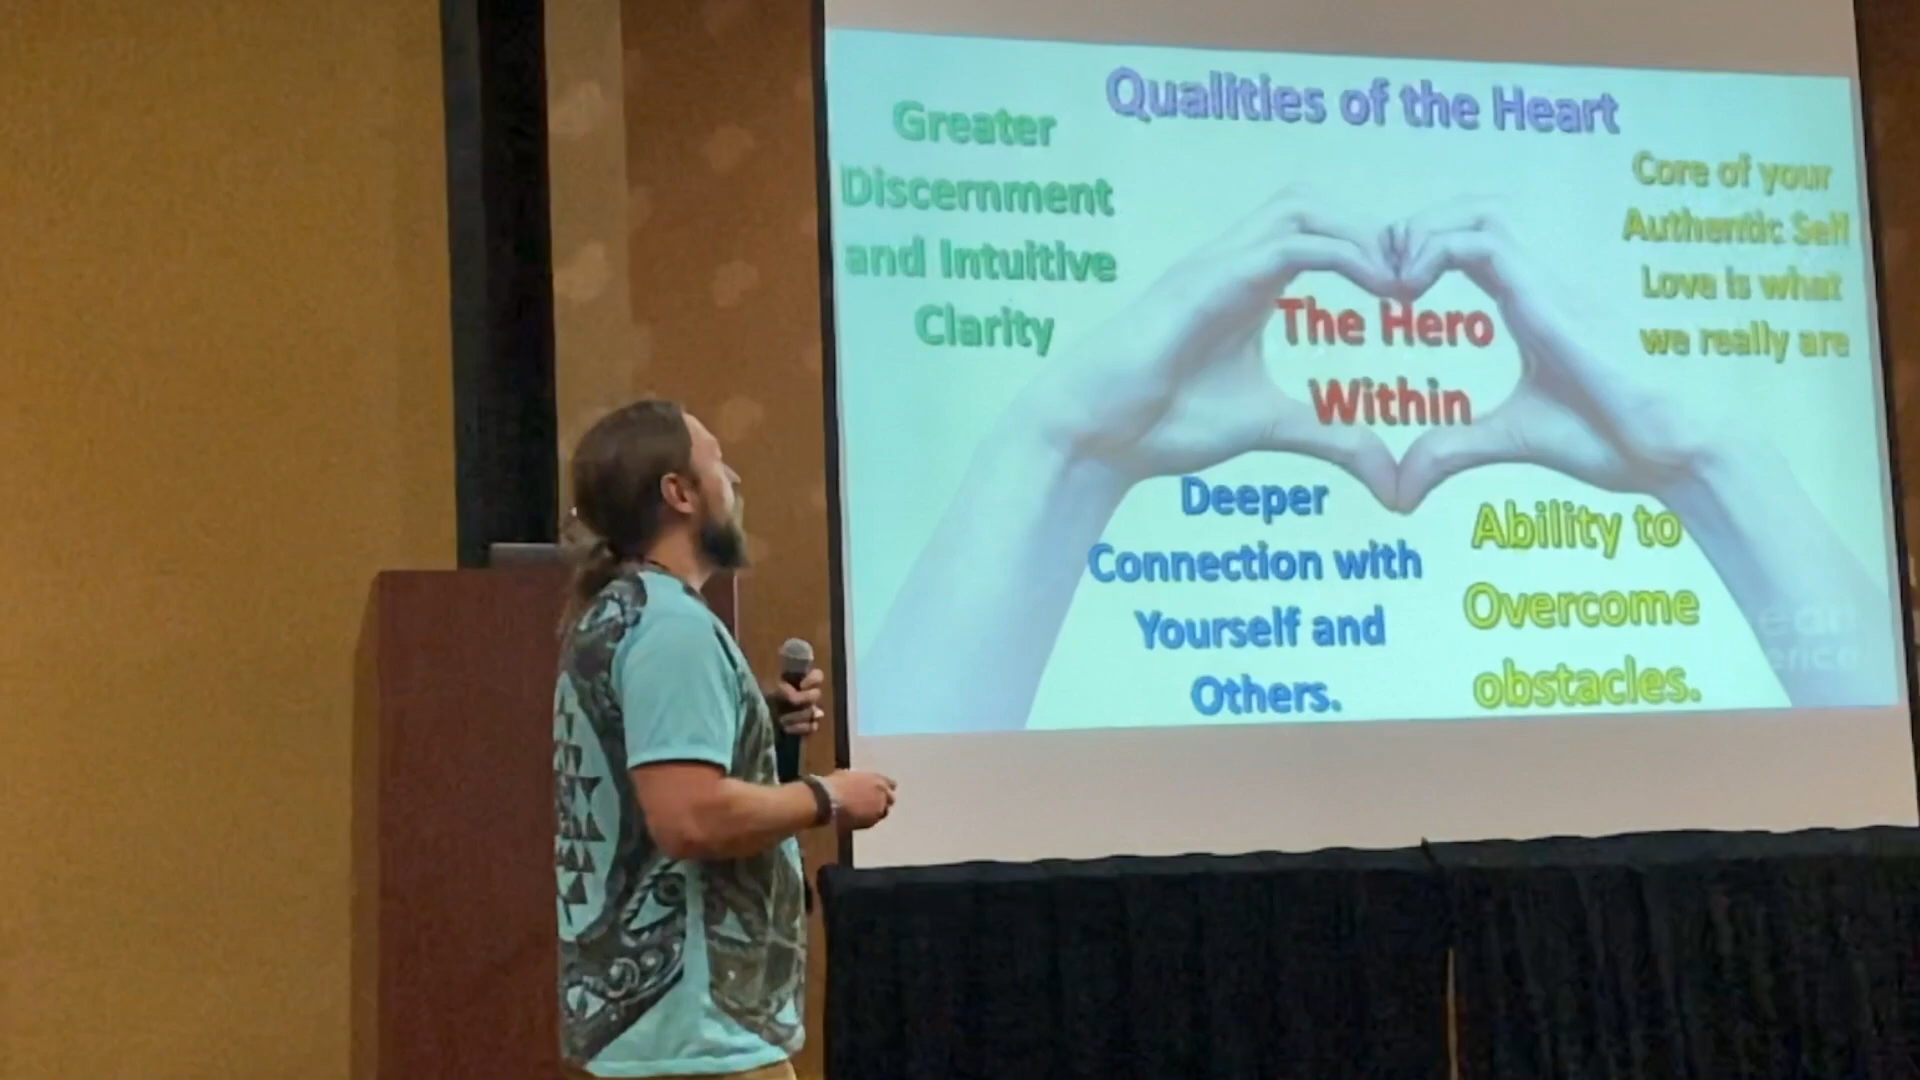 Qualities of the Heart
Greater
Discernment
and Intuitive
Clarity
Core of your
Authentic Self
Love is what
we really are
The Hero
Within
Deeper
Connection with
Yourself and
Others.
Ability to
Overcome
obstacles.